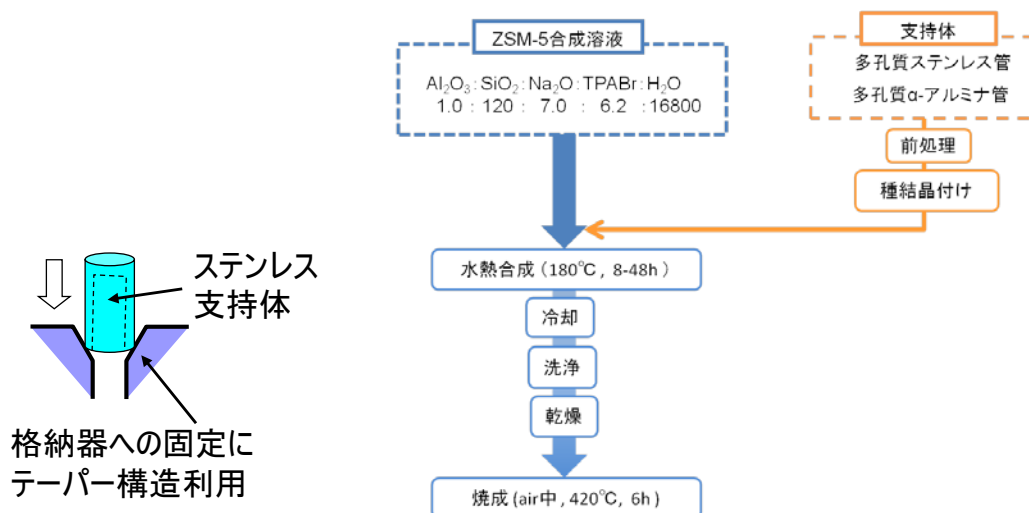 ZSM-5合成溶液
Al₂O₃:SiO₂:Na₂O:TPABr:H₂O
1.0 : 120 : 7.0 : 6.2 :16800
支持体
多孔質ステンレス管
多孔質α-アルミナ管
前処理
種結晶付け
水熱合成(180℃, 8-48h)
冷却
洗浄
乾燥
焼成(air中, 420℃, 6h)
ステンレス
支持体
格納器への固定に
テーパー構造利用